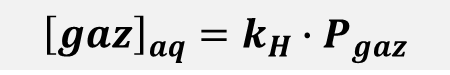 [gaz]aq = kH · Pgaz